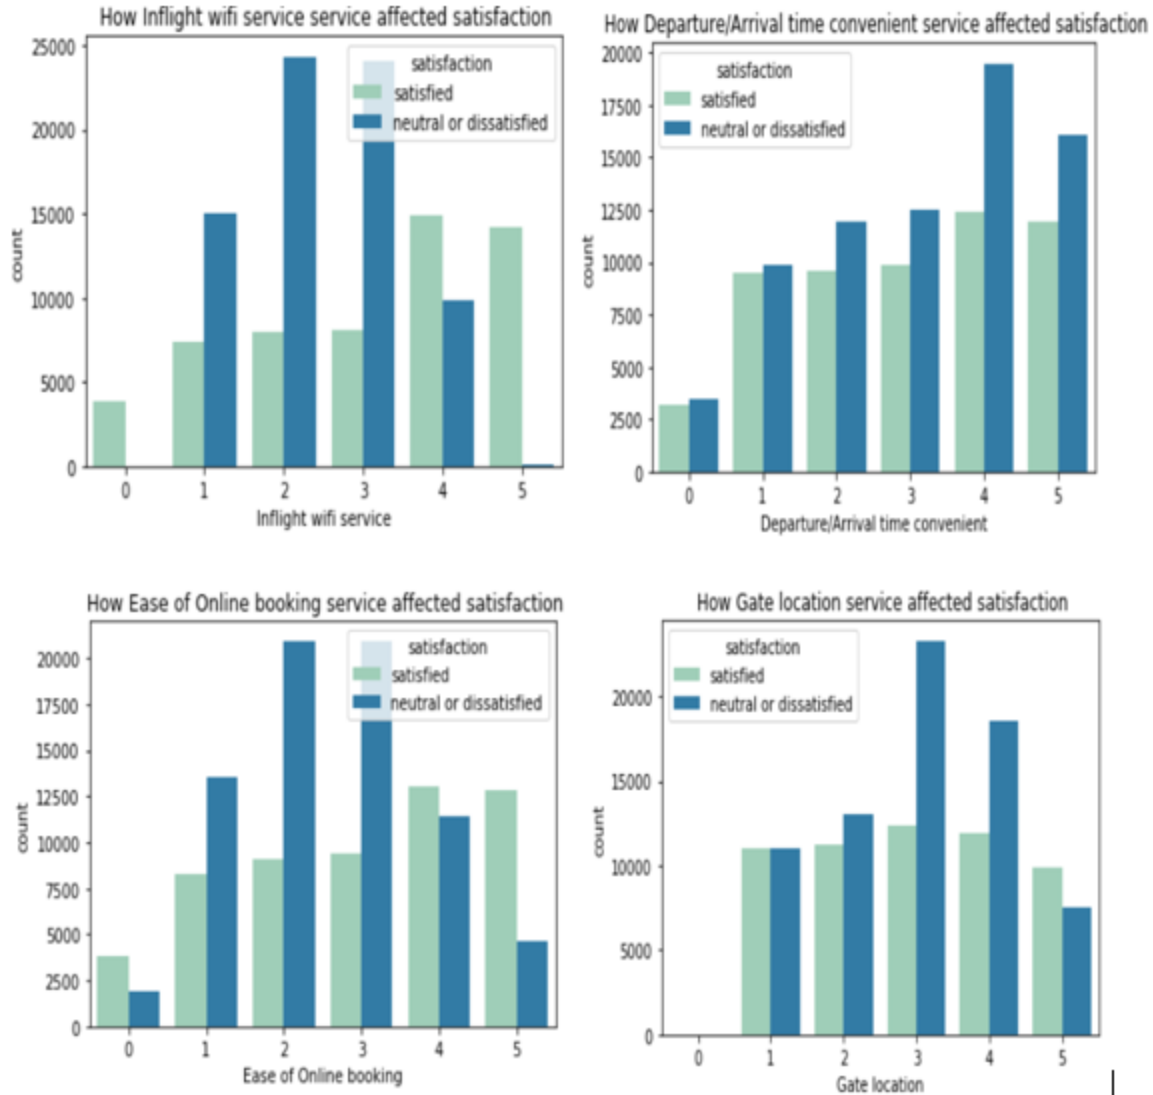 How Inflight wifi service service affected satisfaction
25000
20000
15000
10000
5000
0
count
satisfaction
satisfied
neutral or dissatisfied
0 1 2 3 4 5
Inflight wifi service
How Departure/Arrival time convenient service affected satisfaction
20000
17500
15000
12500
10000
7500
5000
2500
0
count
satisfaction
satisfied
neutral or dissatisfied
0 1 2 3 4 5
Departure/Arrival time convenient
How Ease of Online booking service affected satisfaction
20000
17500
15000
12500
10000
7500
5000
2500
0
count
satisfaction
satisfied
neutral or dissatisfied
0 1 2 3 4 5
Ease of Online booking
How Gate location service affected satisfaction
20000
15000
10000
5000
0
count
satisfaction
satisfied
neutral or dissatisfied
0 1 2 3 4 5
Gate location